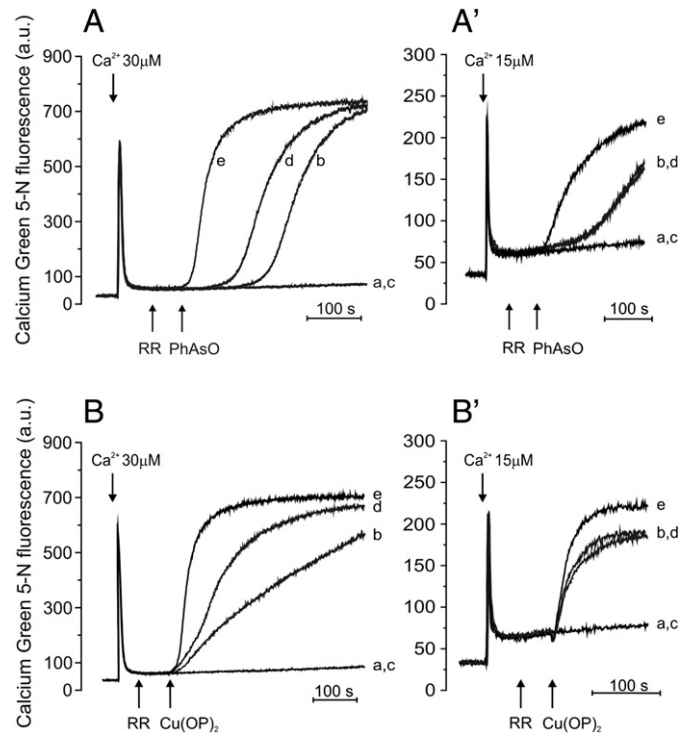 A
Calcium Green 5-N fluorescence (a.u.)
900
700
500
300
100
0
Ca²⁺ 30µM
e
d
b
a,c
RR
PhAsO
100 s
A'
300
250
200
150
100
50
0
Ca²⁺ 15µM
e
b,d
a,c
RR
PhAsO
100 s
B
Calcium Green 5-N fluorescence (a.u.)
900
700
500
300
100
0
Ca²⁺ 30µM
e
d
b
a,c
RR
Cu(OP)₂
100 s
B'
300
250
200
150
100
50
0
Ca²⁺ 15µM
e
b,d
a,c
RR
Cu(OP)₂
100 s